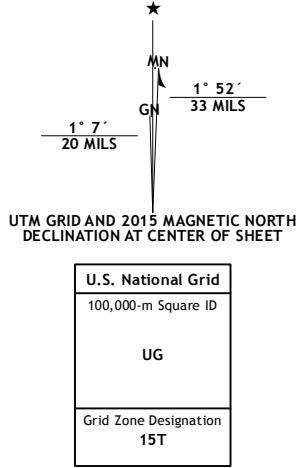 ★
MN
GN
1° 52´
33 MILS
1° 7´
20 MILS
UTM GRID AND 2015 MAGNETIC NORTH
DECLINATION AT CENTER OF SHEET
U.S. National Grid
100,000-m Square ID
UG
Grid Zone Designation
15T